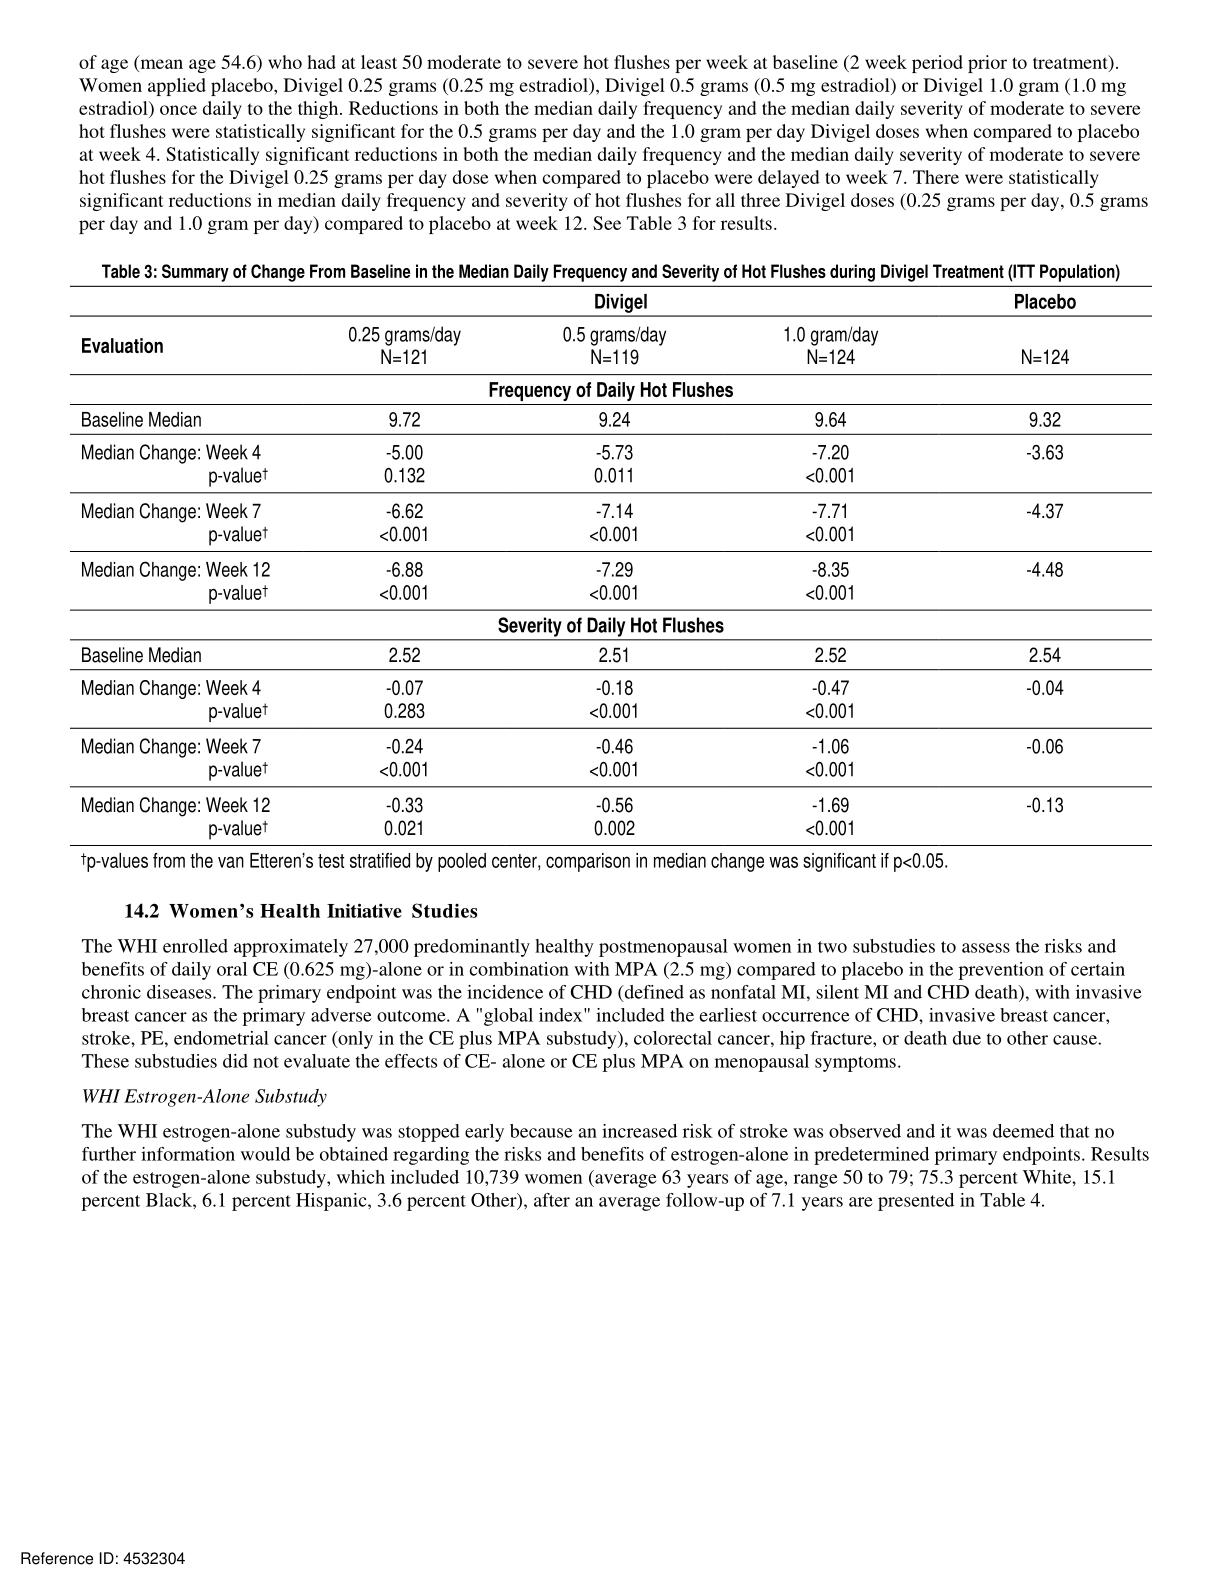 of age (mean age 54.6) who had at least 50 moderate to severe hot flushes per week at baseline (2 week period prior to treatment).
Women applied placebo, Divigel 0.25 grams (0.25 mg estradiol), Divigel 0.5 grams (0.5 mg estradiol) or Divigel 1.0 gram (1.0 mg
estradiol) once daily to the thigh. Reductions in both the median daily frequency and the median daily severity of moderate to severe
hot flushes were statistically significant for the 0.5 grams per day and the 1.0 gram per day Divigel doses when compared to placebo
at week 4. Statistically significant reductions in both the median daily frequency and the median daily severity of moderate to severe
hot flushes for the Divigel 0.25 grams per day dose when compared to placebo were delayed to week 7. There were statistically
significant reductions in median daily frequency and severity of hot flushes for all three Divigel doses (0.25 grams per day, 0.5 grams
per day and 1.0 gram per day) compared to placebo at week 12. See Table 3 for results.
Table 3: Summary of Change From Baseline in the Median Daily Frequency and Severity of Hot Flushes during Divigel Treatment (ITT Population)
Divigel Placebo
Evaluation 0.25 grams/day 0.5 grams/day 1.0 gram/day
N=121 N=119 N=124 N=124
Frequency of Daily Hot Flushes
Baseline Median 9.72 9.24 9.64 9.32
Median Change: Week 4 -5.00 -5.73 -7.20 -3.63
p-value† 0.132 0.011 <0.001
Median Change: Week 7 -6.62 -7.14 -7.71 -4.37
p-value† <0.001 <0.001 <0.001
Median Change: Week 12 -6.88 -7.29 -8.35 -4.48
p-value† <0.001 <0.001 <0.001
Severity of Daily Hot Flushes
Baseline Median 2.52 2.51 2.52 2.54
Median Change: Week 4 -0.07 -0.18 -0.47 -0.04
p-value† 0.283 <0.001 <0.001
Median Change: Week 7 -0.24 -0.46 -1.06 -0.06
p-value† <0.001 <0.001 <0.001
Median Change: Week 12 -0.33 -0.56 -1.69 -0.13
p-value† 0.021 0.002 <0.001
†p-values from the van Etteren's test stratified by pooled center, comparison in median change was significant if p<0.05.
14.2 Women's Health Initiative Studies
The WHI enrolled approximately 27,000 predominantly healthy postmenopausal women in two substudies to assess the risks and
benefits of daily oral CE (0.625 mg)-alone or in combination with MPA (2.5 mg) compared to placebo in the prevention of certain
chronic diseases. The primary endpoint was the incidence of CHD (defined as nonfatal MI, silent MI and CHD death), with invasive
breast cancer as the primary adverse outcome. A "global index" included the earliest occurrence of CHD, invasive breast cancer,
stroke, PE, endometrial cancer (only in the CE plus MPA substudy), colorectal cancer, hip fracture, or death due to other cause.
These substudies did not evaluate the effects of CE- alone or CE plus MPA on menopausal symptoms.
WHI Estrogen-Alone Substudy
The WHI estrogen-alone substudy was stopped early because an increased risk of stroke was observed and it was deemed that no
further information would be obtained regarding the risks and benefits of estrogen-alone in predetermined primary endpoints. Results
of the estrogen-alone substudy, which included 10,739 women (average 63 years of age, range 50 to 79; 75.3 percent White, 15.1
percent Black, 6.1 percent Hispanic, 3.6 percent Other), after an average follow-up of 7.1 years are presented in Table 4.
Reference ID: 4532304